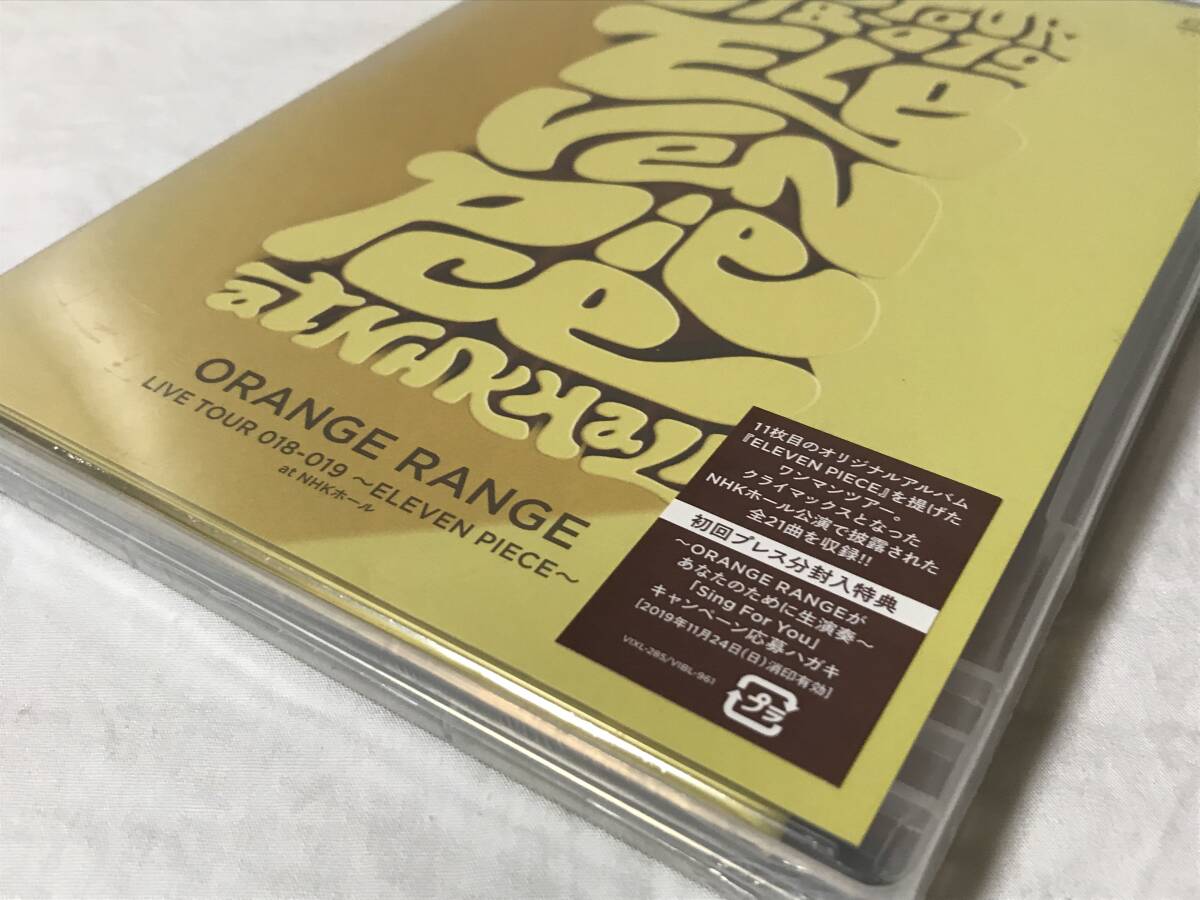 TOUR
18-019
ELe
VeN
Pie
Ce
at NHK Hall
ORANGE RANGE
LIVE TOUR 018-019 ～ELEVEN PIECE～
at NHKホール
11枚目のオリジナルアルバム
『ELEVEN PIECE』を提げた
ワンマンツアー。
クライマックスとなった
NHKホール公演で披露された
全21曲を収録!!
初回プレス分封入特典
～ORANGE RANGEが
あなたのために生演奏～
「Sing For You」
キャンペーン応募ハガキ
[2019年11月24日(日)消印有効]
VIXL-285/VIBL-961
プラ